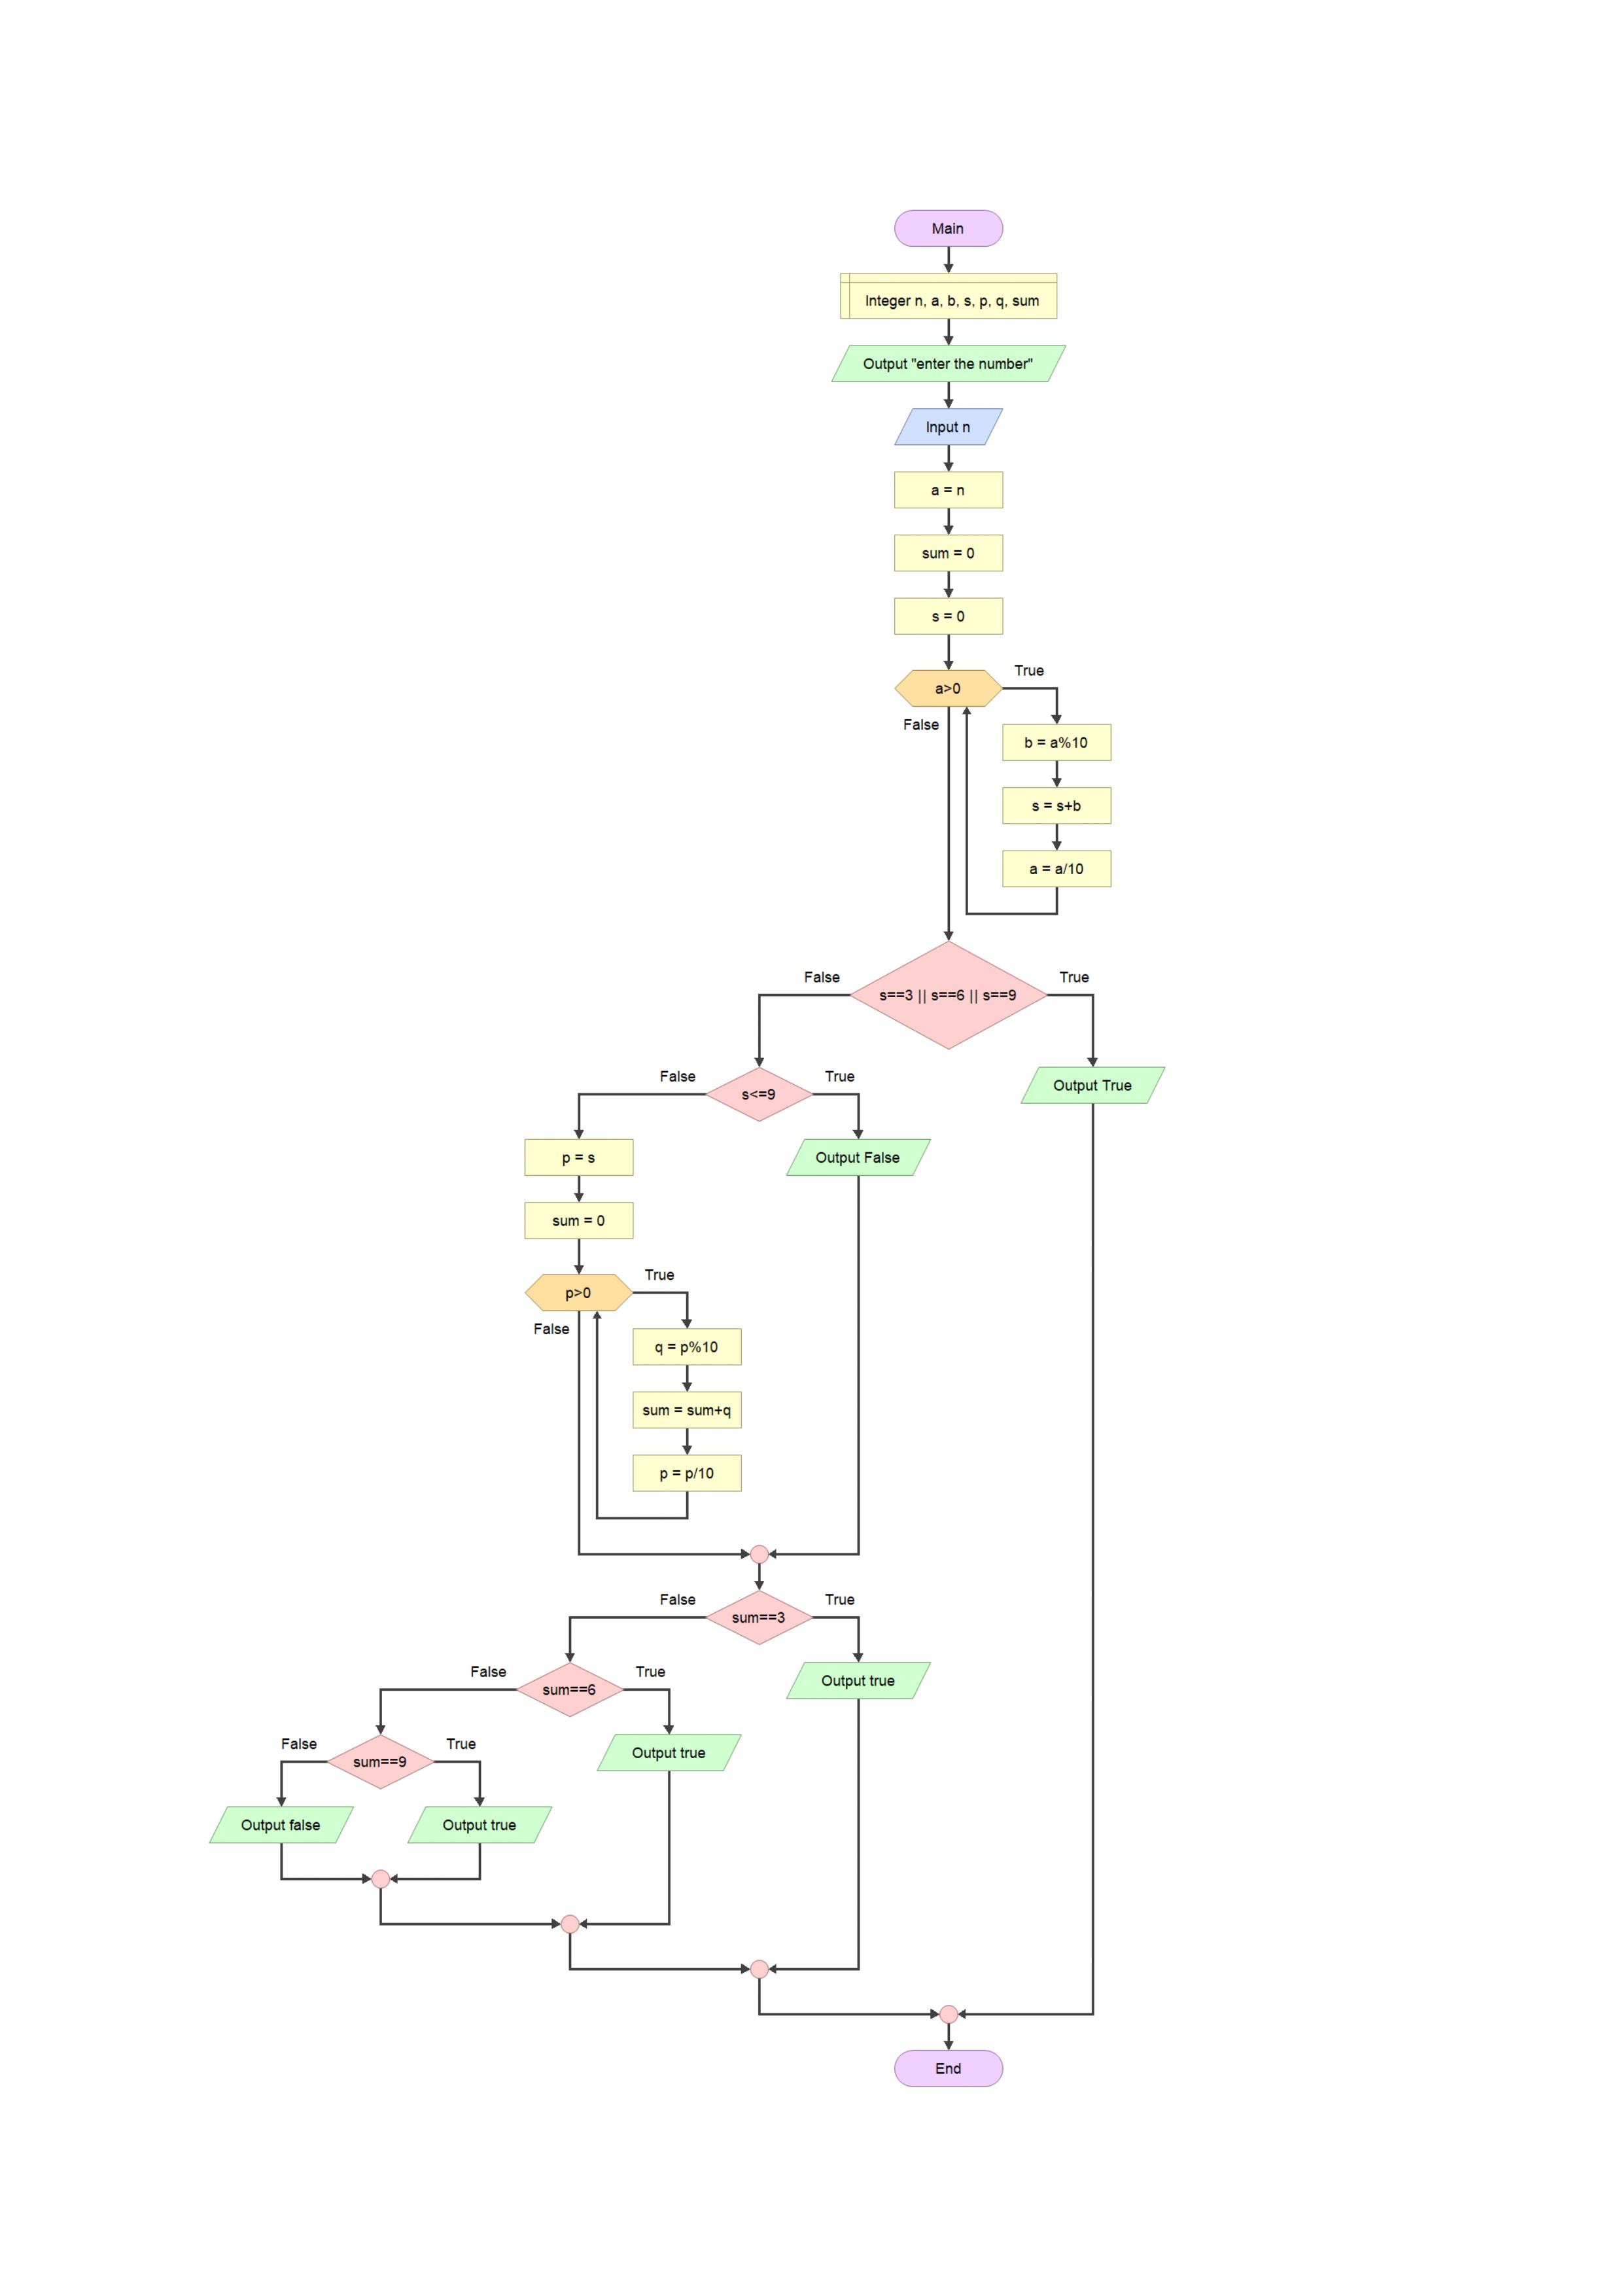 Main
Integer n, a, b, s, p, q, sum
Output "enter the number"
Input n
a = n
sum = 0
s = 0
a>0
True
False
b = a%10
s = s+b
a = a/10
s==3 || s==6 || s==9
False
True
Output True
s<=9
False
True
Output False
p = s
sum = 0
p>0
True
False
q = p%10
sum = sum+q
p = p/10
sum==3
False
True
Output true
sum==6
False
True
Output true
sum==9
False
True
Output false
Output true
End